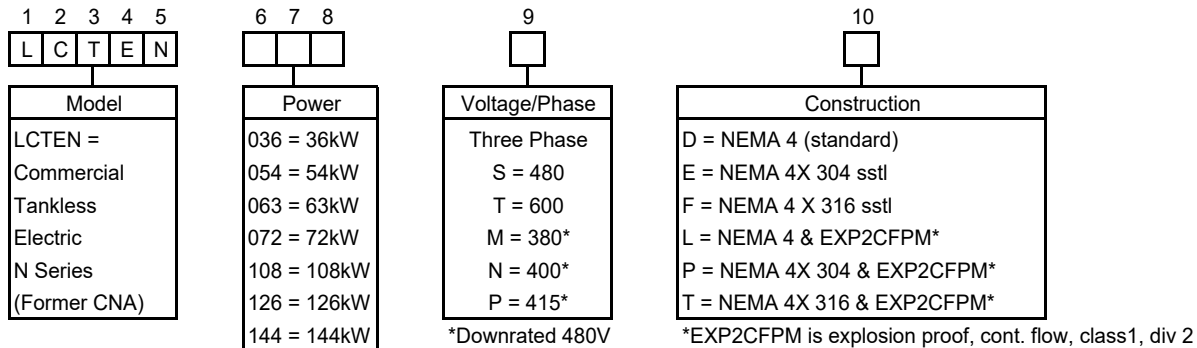 1 2 3 4 5 6 7 8 9 10
L C T E N
Model Power Voltage/Phase Construction
LCTEN = 036 = 36kW Three Phase D = NEMA 4 (standard)
Commercial 054 = 54kW S = 480 E = NEMA 4X 304 sstl
Tankless 063 = 63kW T = 600 F = NEMA 4 X 316 sstl
Electric 072 = 72kW M = 380* L = NEMA 4 & EXP2CFPM*
N Series 108 = 108kW N = 400* P = NEMA 4X 304 & EXP2CFPM*
(Former CNA) 126 = 126kW P = 415* T = NEMA 4X 316 & EXP2CFPM*
144 = 144kW *Downrated 480V *EXP2CFPM is explosion proof, cont. flow, class1, div 2